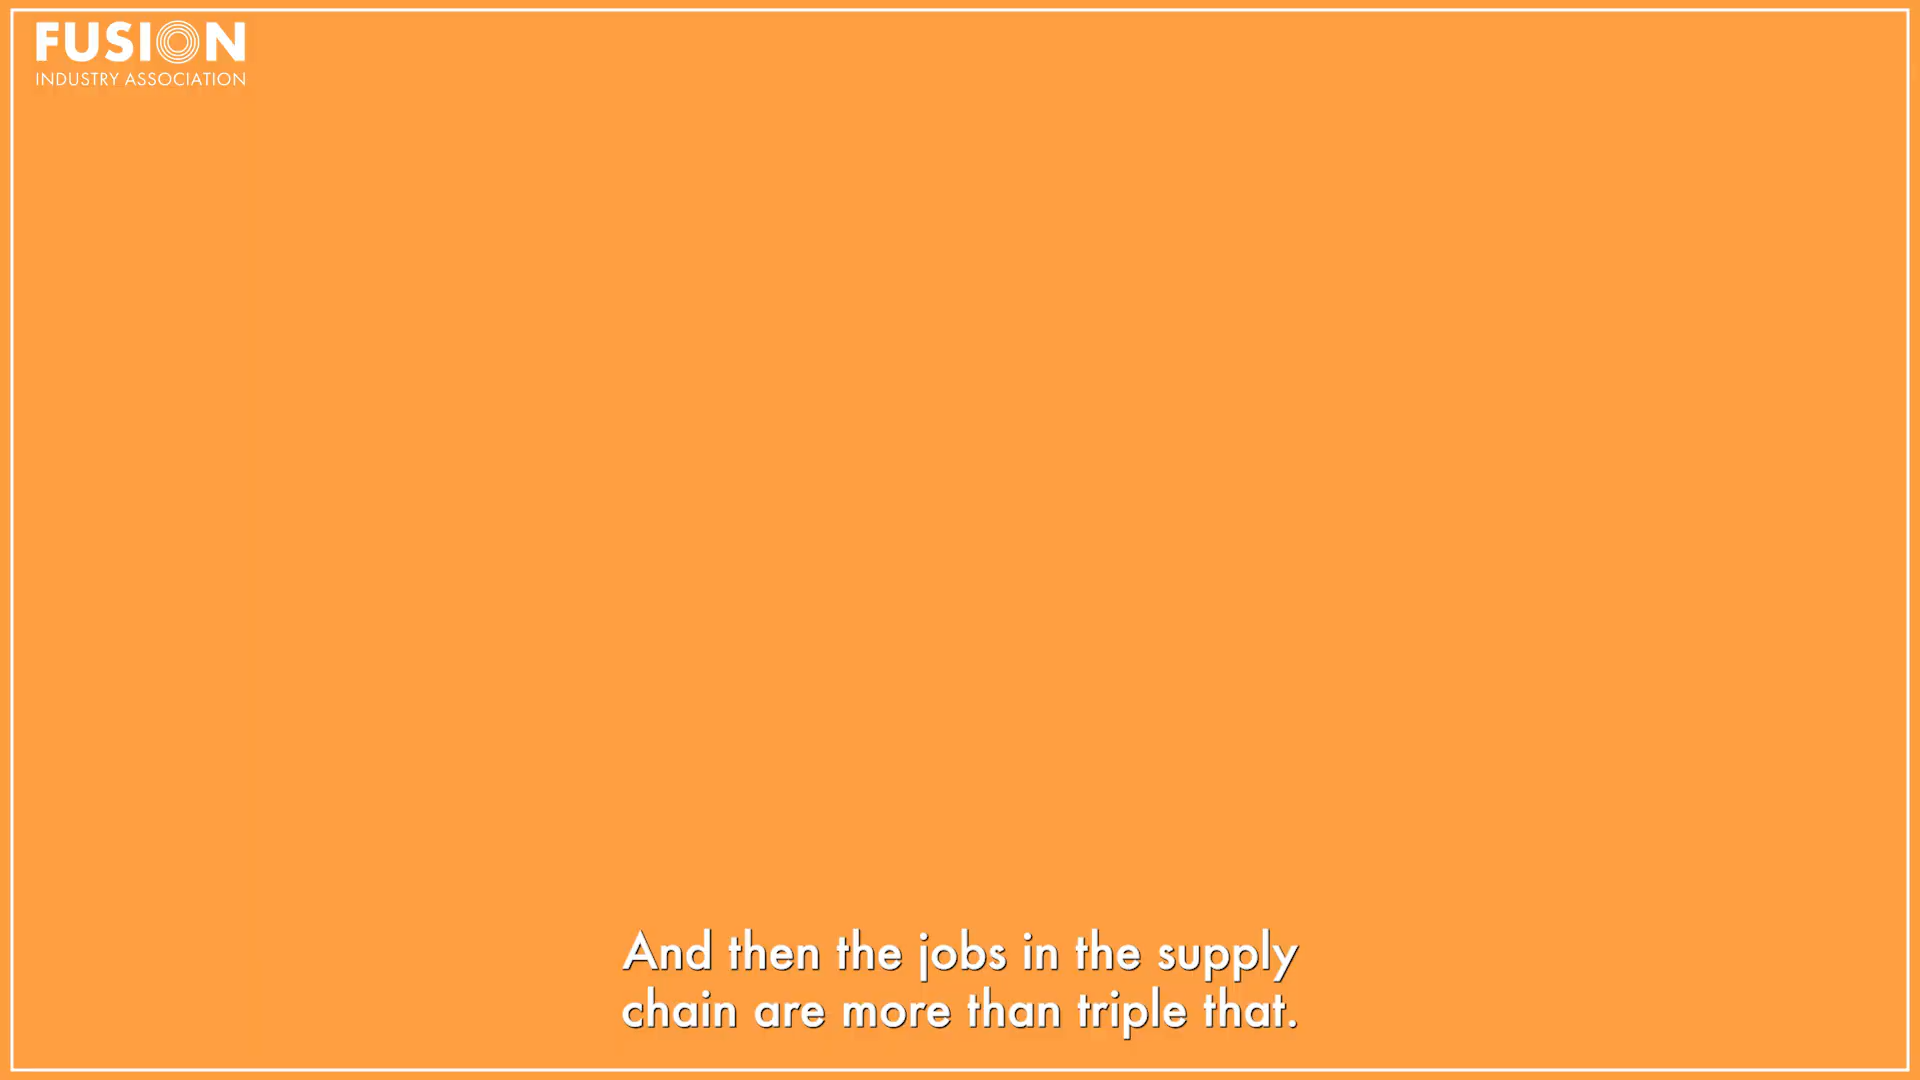 FUSION
INDUSTRY ASSOCIATION
And then the jobs in the supply
chain are more than triple that.